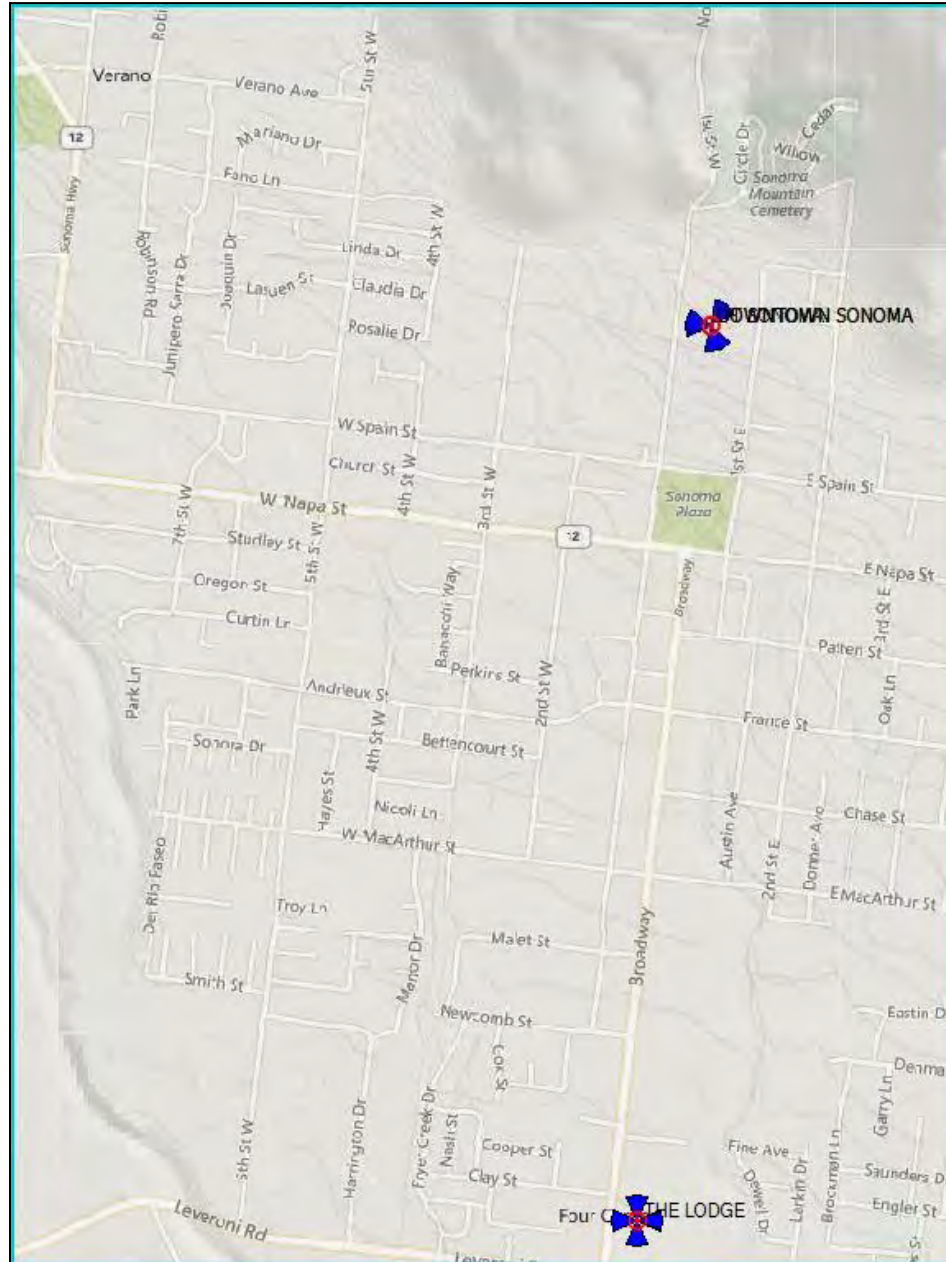 Verano
Verano Ave
5th St W
12
Mariano Dr
Fano Ln
Sonoma Hwy
Robinson Rd
Junipero Serra Dr
Joaquin Dr
Linda Dr
4th St W
Lasuen St
Claudia Dr
Rosalie Dr
1st St W
Circle Dr
Willow
Cedar
Sonoma
Mountain
Cemetery
DOWNTOWN SONOMA
W Spain St
Church St
4th St W
3rd St W
1st St E
E Spain St
Sonoma
Plaza
W Napa St
12
7th St W
Studley St
5th St W
Oregon St
Curtin Ln
Broadway
E Napa St
3rd St E
Patten St
Perkins St
Park Ln
Andrieux St
2nd St W
Oak Ln
France St
Sonora Dr
4th St W
Bettencourt St
Hayes St
Nicoli Ln
W MacArthur St
Austin Ave
2nd St E
Donner Ave
Chase St
E MacArthur St
Del Rio Paseo
Troy Ln
Manor Dr
Malet St
Broadway
Smith St
Newcomb St
Eastin D
Denma
Garry Ln
5th St W
Harrington Dr
Fryer Creek Dr
Nash St
Cooper St
Clay St
Fine Ave
Dewell Dr
Larkin Dr
Brockman Ln
Saunders D
Engler St
Leveroni Rd
Four C
THE LODGE